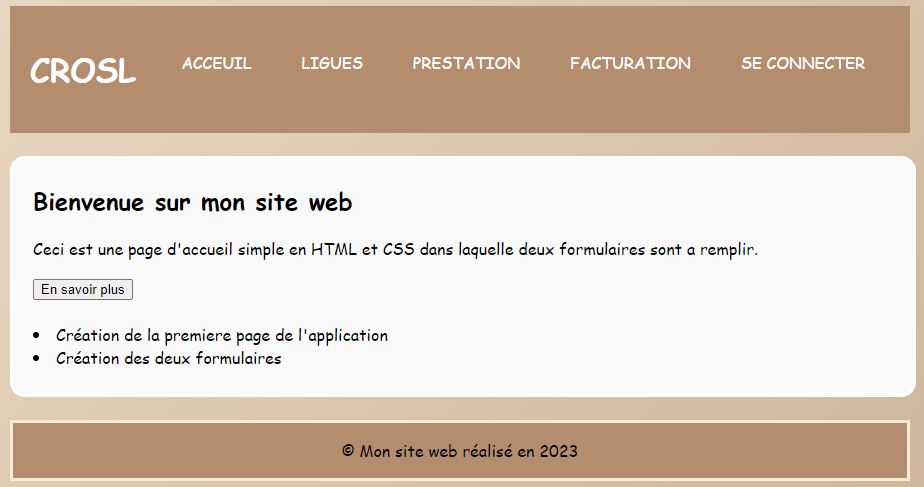 CROSL ACCEUIL LIGUES PRESTATION FACTURATION SE CONNECTER
Bienvenue sur mon site web
Ceci est une page d'accueil simple en HTML et CSS dans laquelle deux formulaires sont a remplir.
En savoir plus
• Création de la premiere page de l'application
• Création des deux formulaires
© Mon site web réalisé en 2023